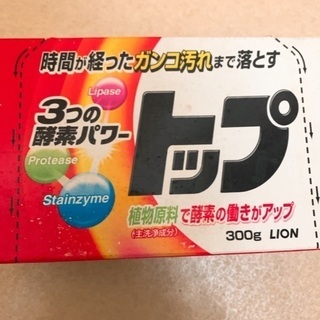 時間が経ったガンコ汚れまで落とす
3つの
酵素パワー
Lipase
Protease
Stainzyme
トップ
植物原料で酵素の働きがアップ
(主洗浄成分)
300g LION